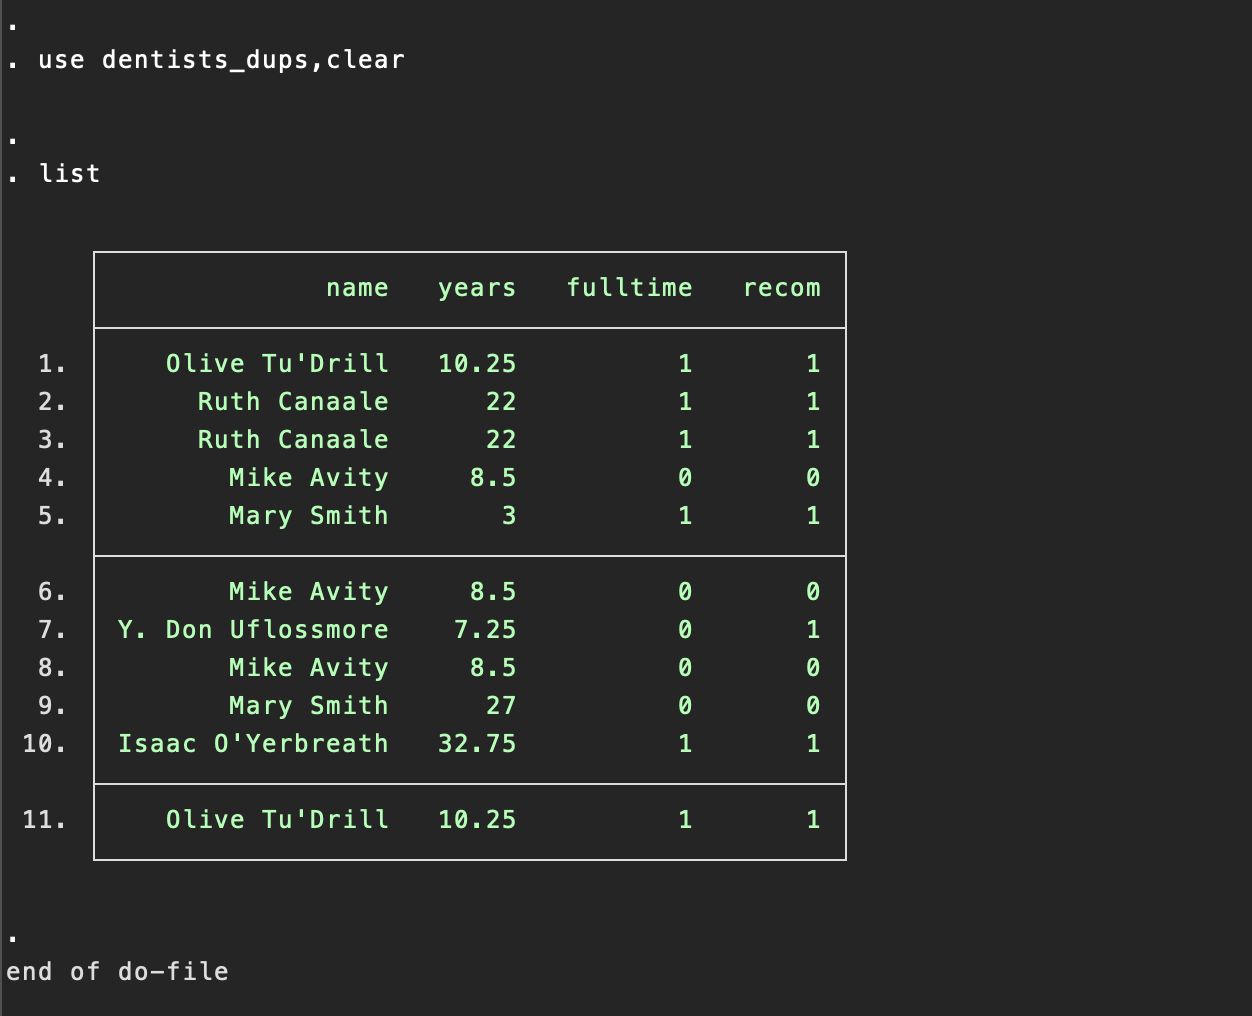 .
. use dentists_dups,clear
.
. list
name years fulltime recom
1. Olive Tu'Drill 10.25 1 1
2. Ruth Canaale 22 1 1
3. Ruth Canaale 22 1 1
4. Mike Avity 8.5 0 0
5. Mary Smith 3 1 1
6. Mike Avity 8.5 0 0
7. Y. Don Uflossmore 7.25 0 1
8. Mike Avity 8.5 0 0
9. Mary Smith 27 0 0
10. Isaac O'Yerbreath 32.75 1 1
11. Olive Tu'Drill 10.25 1 1
.
end of do-file